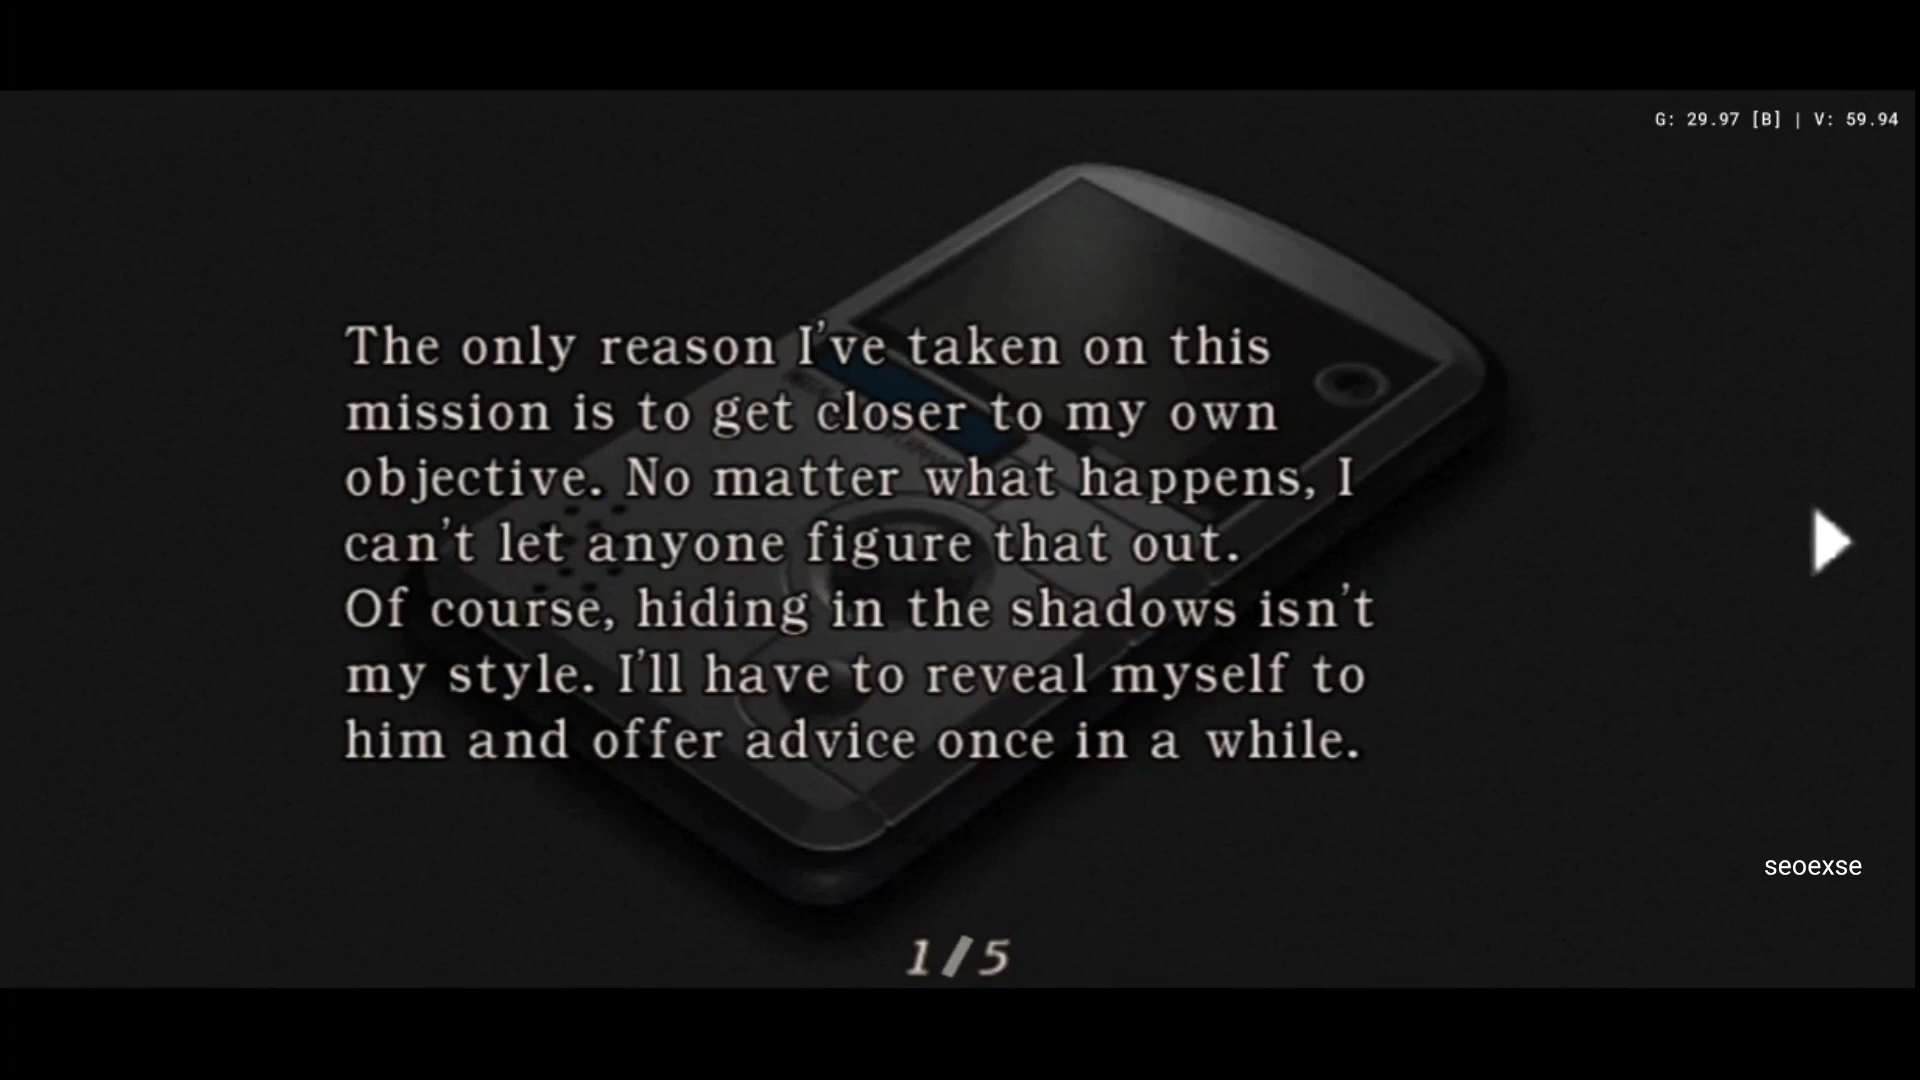 G: 29.97 [B] | V: 59.94
The only reason I've taken on this
mission is to get closer to my own
objective. No matter what happens, I
can't let anyone figure that out.
Of course, hiding in the shadows isn't
my style. I'll have to reveal myself to
him and offer advice once in a while.
seoexse
1/5